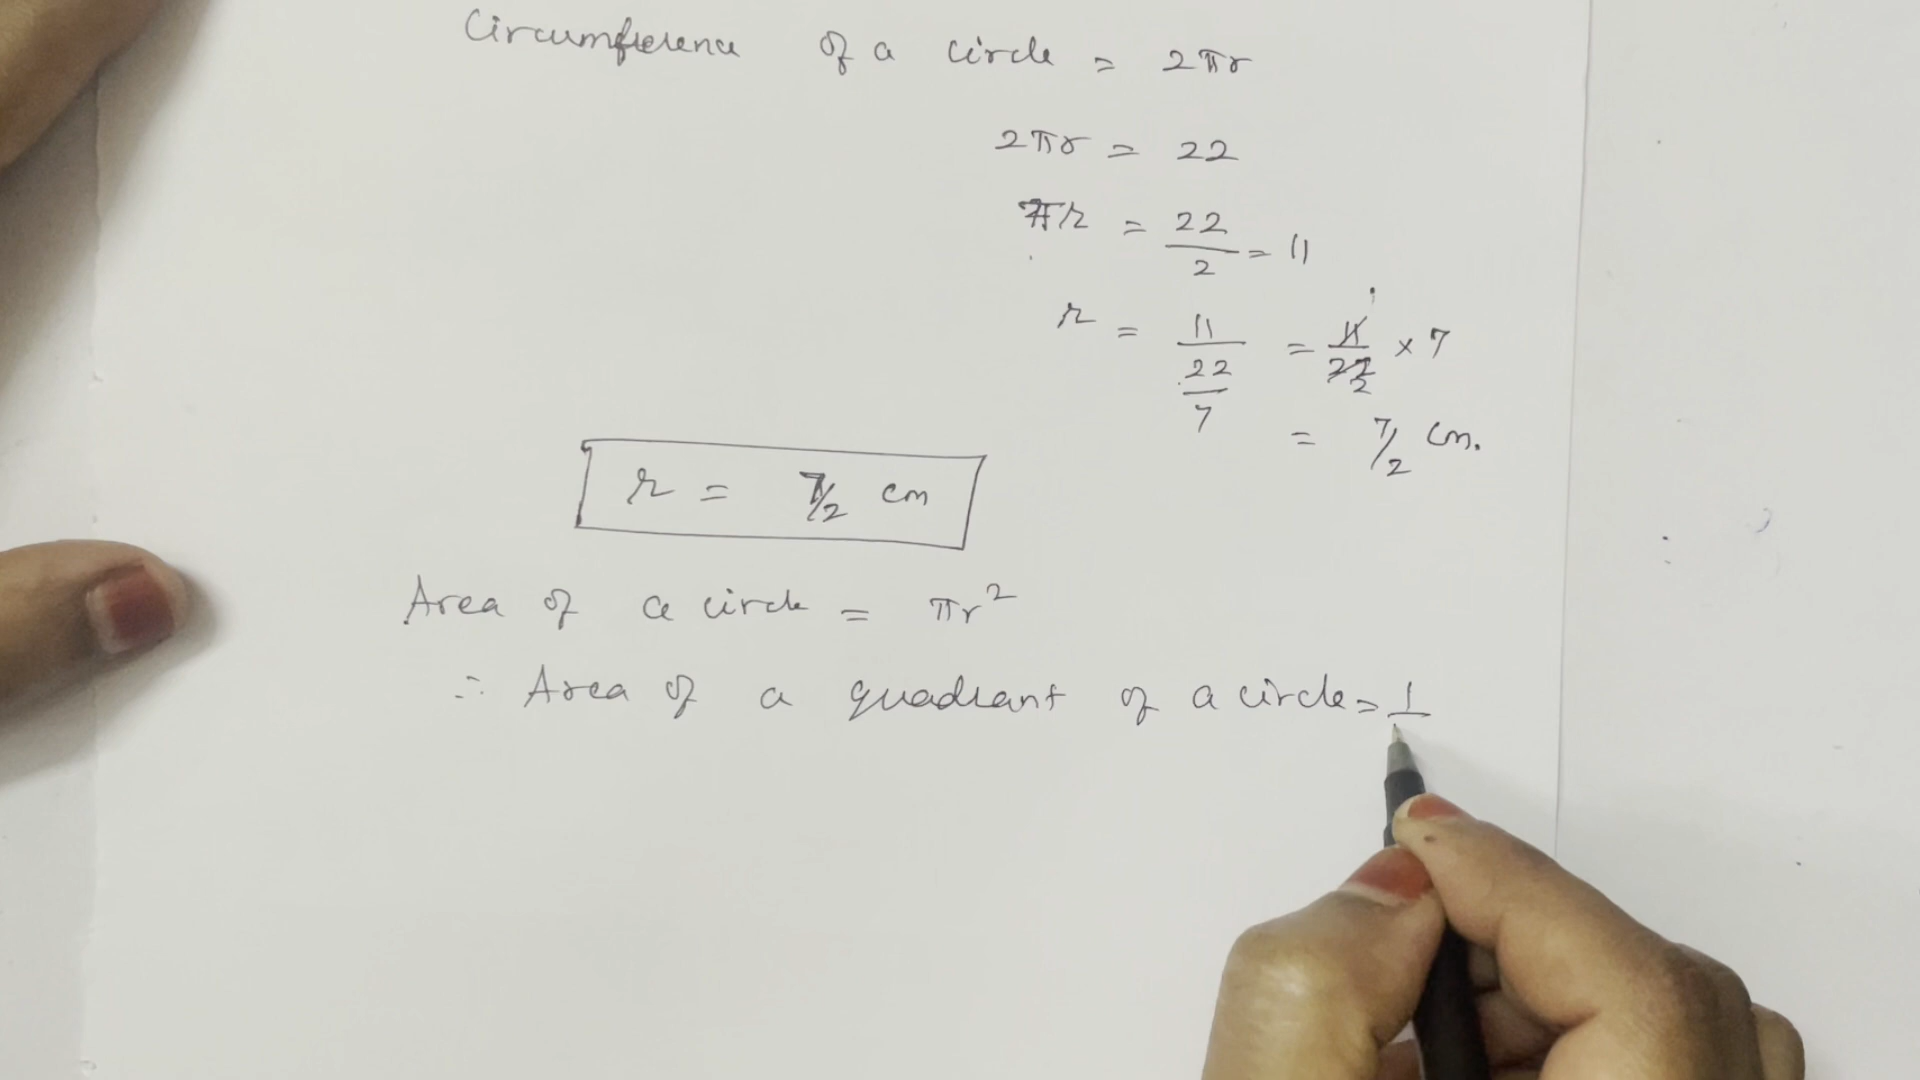 Circumference of a circle = 2πr
2πr = 22
πr = 22/2 = 11
r = 11/(22/7) = 11/22 × 7
= 7/2 cm.
r = 7/2 cm
Area of a circle = πr²
∴ Area of a quadrant of a circle = 1